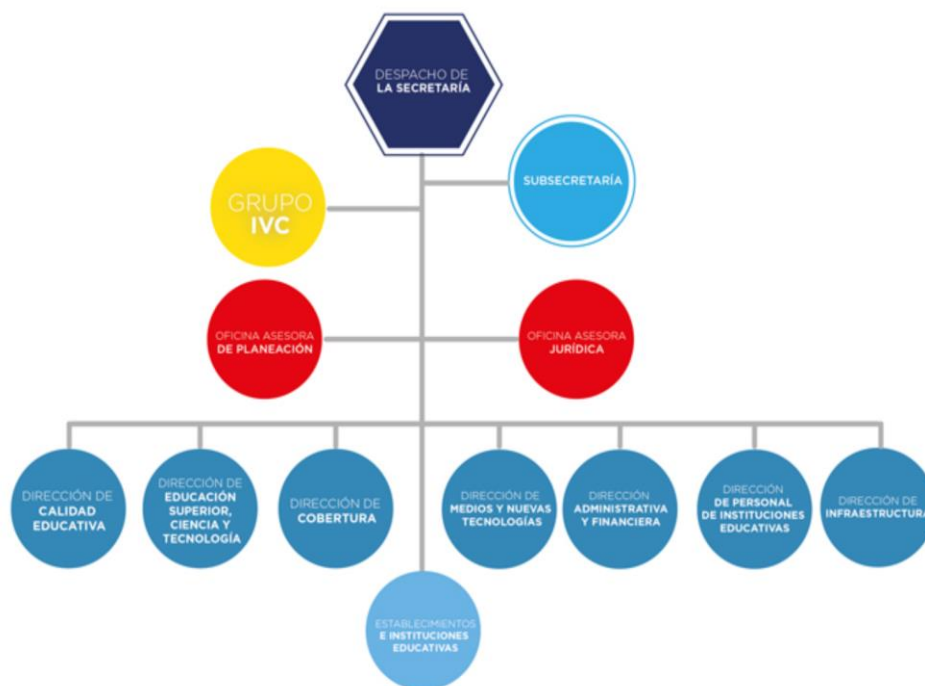 DESPACHO DE
LA SECRETARÍA
SUBSECRETARÍA
GRUPO
IVC
OFICINA ASESORA
DE PLANEACIÓN
OFICINA ASESORA
JURÍDICA
DIRECCIÓN DE
CALIDAD
EDUCATIVA
DIRECCIÓN DE
EDUCACIÓN
SUPERIOR,
CIENCIA Y
TECNOLOGÍA
DIRECCIÓN DE
COBERTURA
DIRECCIÓN DE
MEDIOS Y NUEVAS
TECNOLOGÍAS
DIRECCIÓN
ADMINISTRATIVA
Y FINANCIERA
DIRECCIÓN
DE PERSONAL
DE INSTITUCIONES
EDUCATIVAS
DIRECCIÓN DE
INFRAESTRUCTURA
ESTABLECIMIENTOS
E INSTITUCIONES
EDUCATIVAS